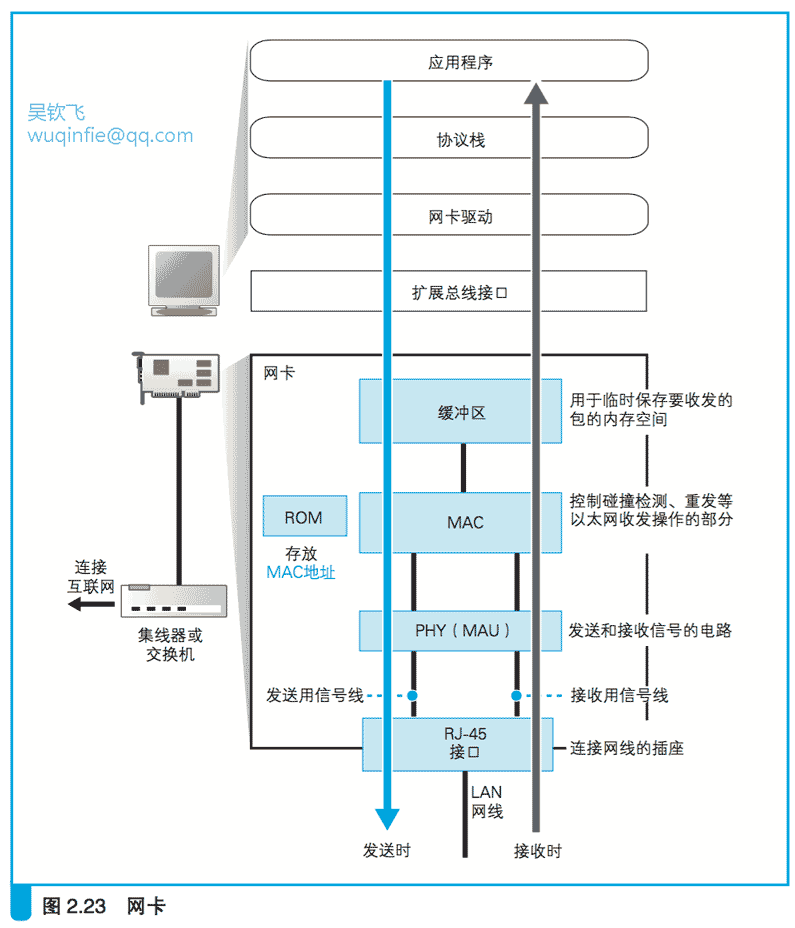 应用程序
吴钦飞
wuqinfie@qq.com
协议栈
网卡驱动
扩展总线接口
网卡
缓冲区
用于临时保存要收发的
包的内存空间
ROM
存放
MAC地址
MAC
控制碰撞检测、重发等
以太网收发操作的部分
连接
互联网
集线器或
交换机
PHY（MAU）
发送和接收信号的电路
发送用信号线
接收用信号线
RJ-45
接口
连接网线的插座
LAN
网线
发送时
接收时
图 2.23 网卡